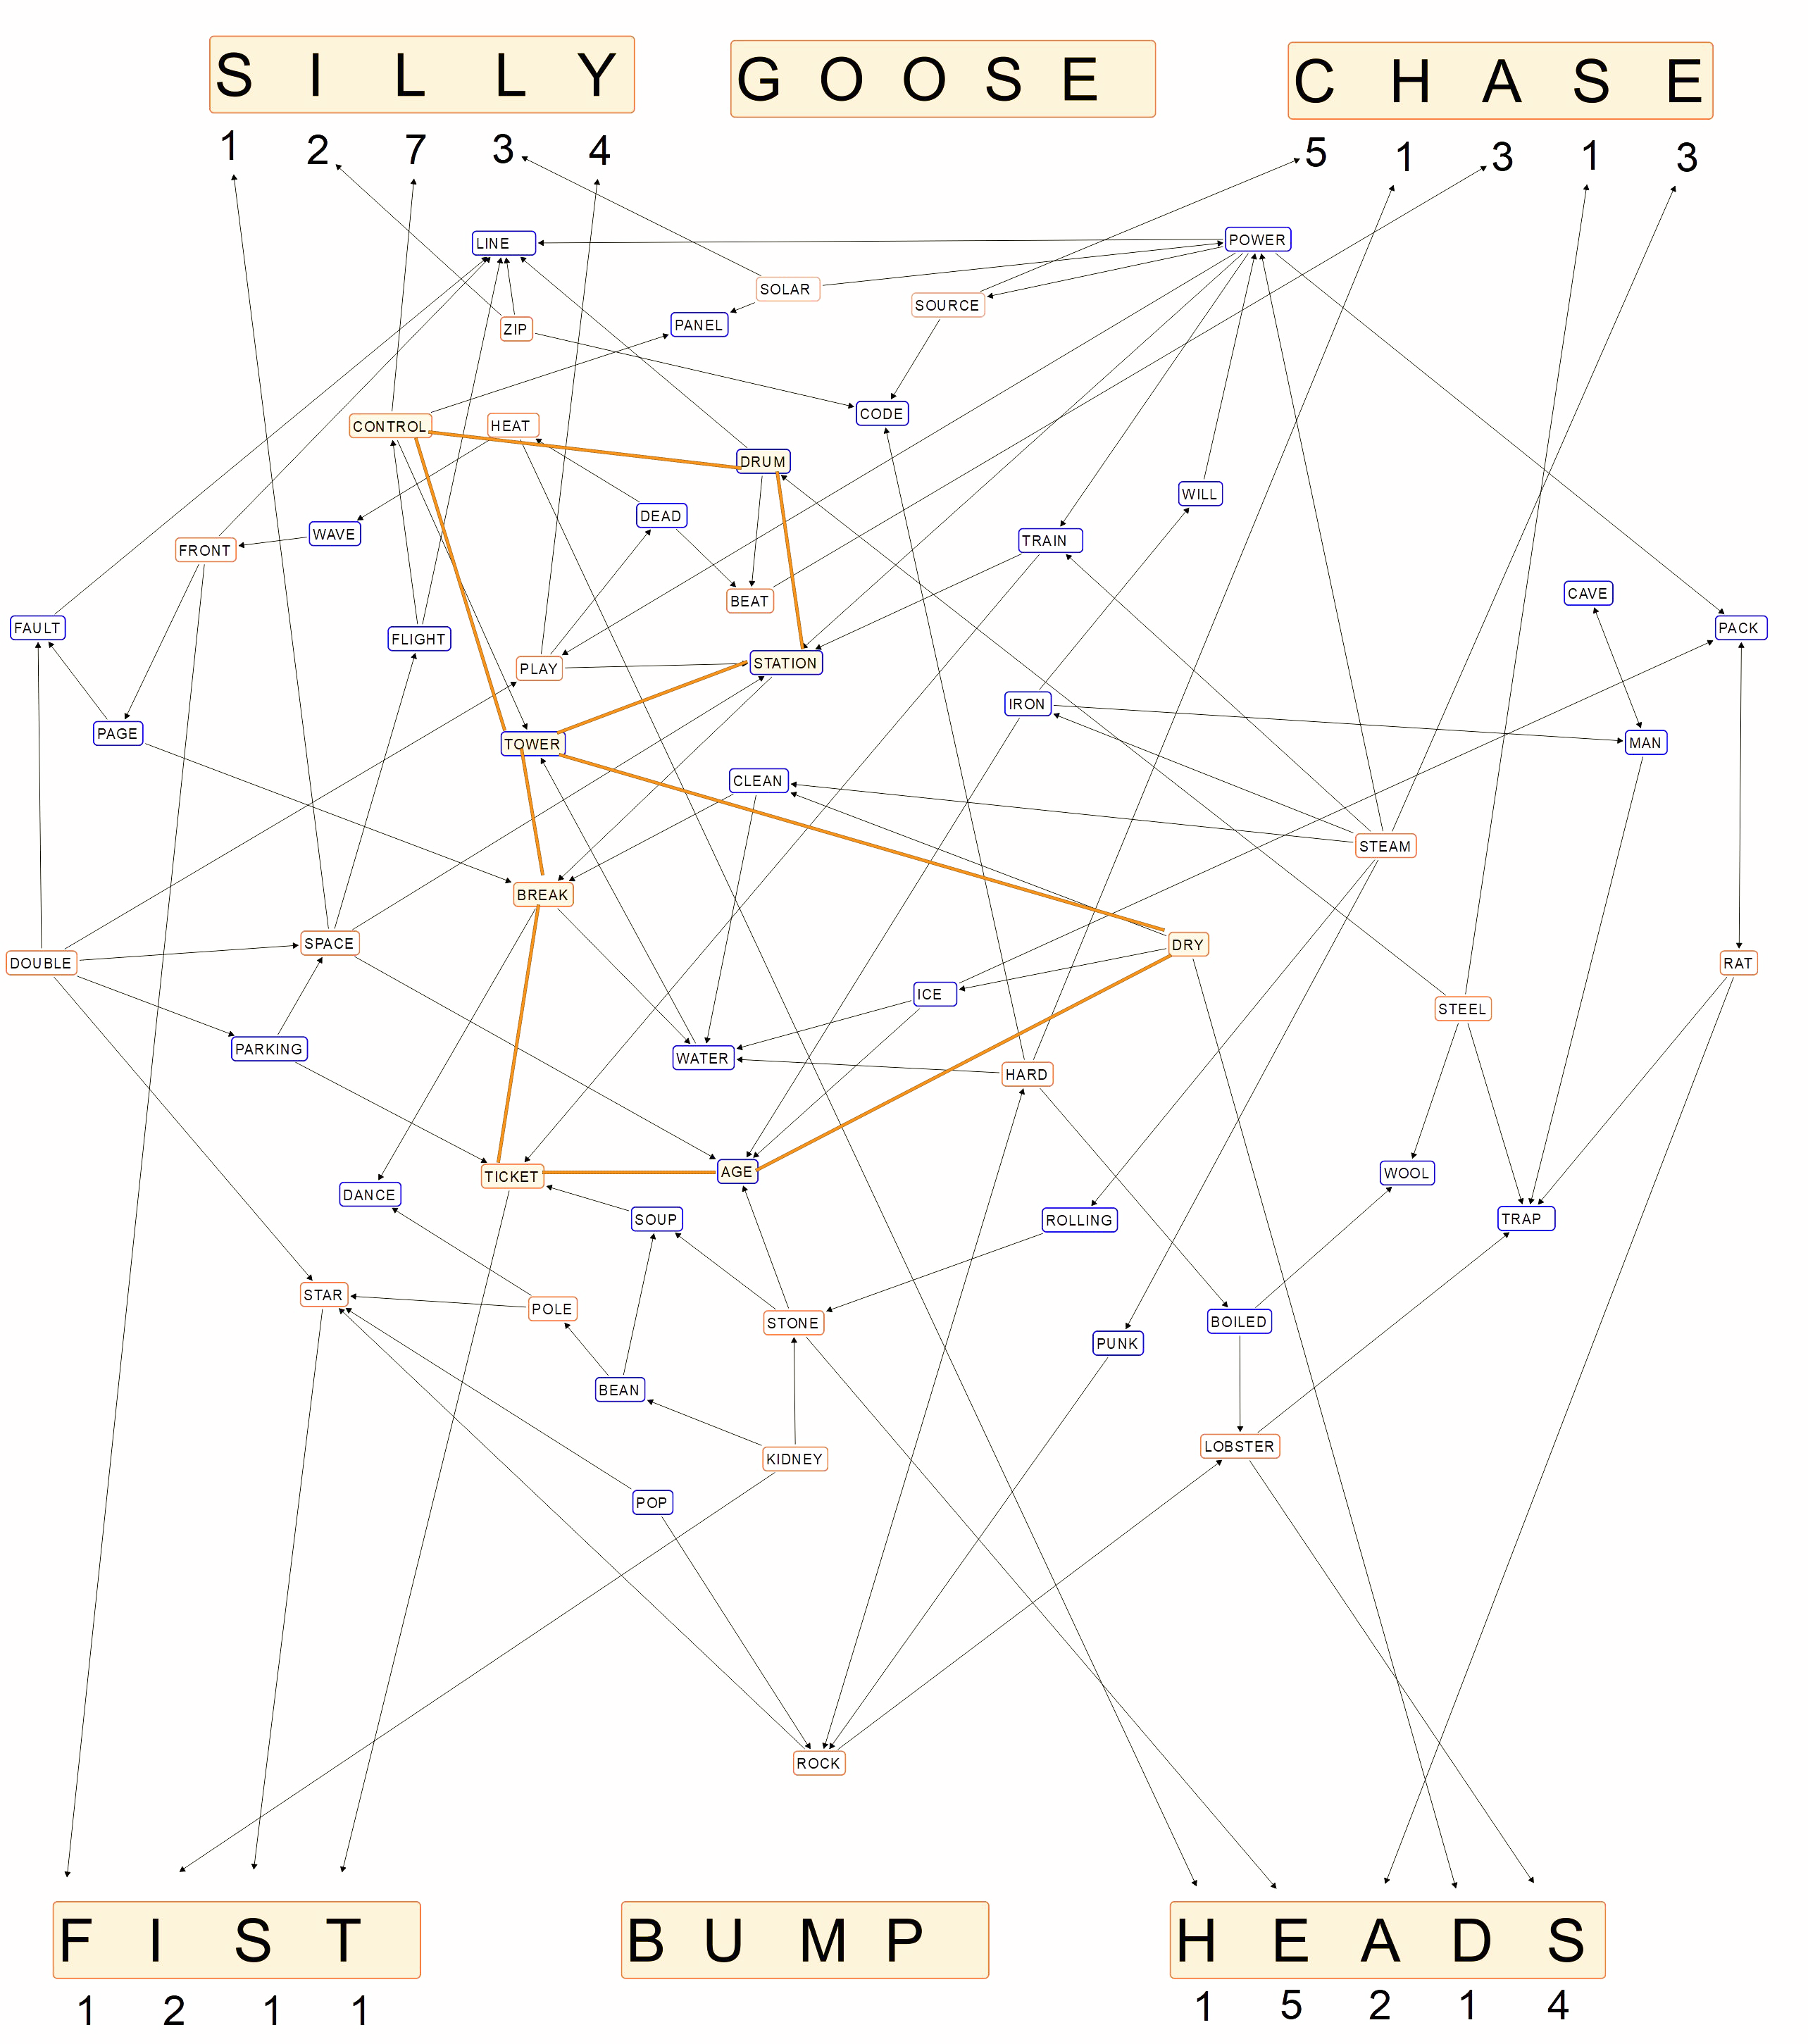 S I L L Y
G O O S E
C H A S E
1 2 7 3 4
5 1 3 1 3
LINE
POWER
SOLAR
SOURCE
PANEL
ZIP
CODE
CONTROL
HEAT
DRUM
WILL
DEAD
WAVE
TRAIN
FRONT
BEAT
CAVE
FAULT
PACK
FLIGHT
PLAY
STATION
IRON
PAGE
TOWER
MAN
CLEAN
STEAM
BREAK
SPACE
DRY
DOUBLE
RAT
ICE
STEEL
PARKING
WATER
HARD
TICKET
AGE
WOOL
DANCE
SOUP
ROLLING
TRAP
STAR
POLE
STONE
BOILED
PUNK
BEAN
LOBSTER
KIDNEY
POP
ROCK
F I S T
B U M P
H E A D S
1 2 1 1
1 5 2 1 4